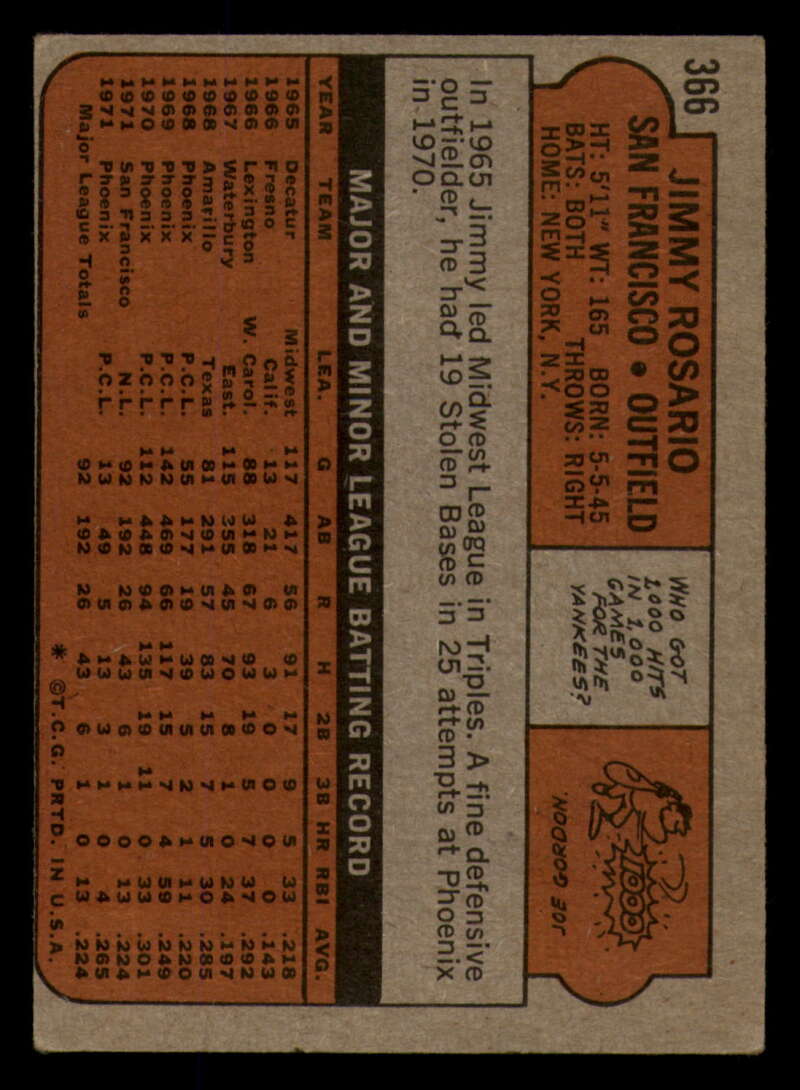 366
JIMMY ROSARIO
SAN FRANCISCO • OUTFIELD
HT: 5'11" WT: 165 BORN: 5-5-45
BATS: BOTH THROWS: RIGHT
HOME: NEW YORK, N.Y.
WHO GOT
1,000 HITS
IN 1,000
GAMES
FOR THE
YANKEES?
1000
JOE GORDON.
In 1965 Jimmy led Midwest League in Triples. A fine defensive
outfielder, he had 19 Stolen Bases in 25 attempts at Phoenix
in 1970.
MAJOR AND MINOR LEAGUE BATTING RECORD
YEAR TEAM LEA. G AB R H 2B 3B HR RBI AVG.
1965 Decatur Midwest 117 417 56 91 17 9 5 33 .218
1966 Fresno Calif. 13 21 6 3 0 0 0 0 .143
1966 Lexington W. Carol. 88 318 67 93 19 5 7 37 .292
1967 Waterbury East. 115 355 45 70 8 1 0 24 .197
1968 Amarillo Texas 81 291 57 83 15 7 5 30 .285
1968 Phoenix P.C.L. 55 177 19 39 5 2 1 11 .220
1969 Phoenix P.C.L. 142 469 66 117 15 7 4 59 .249
1970 Phoenix P.C.L. 112 448 94 135 19 11 0 33 .301
1971 San Francisco N.L. 92 192 26 43 6 1 0 13 .224
1971 Phoenix P.C.L. 13 49 5 13 3 1 0 4 .265
Major League Totals 92 192 26 43 6 1 0 13 .224
* ©T.C.G. PRTD. IN U.S.A.